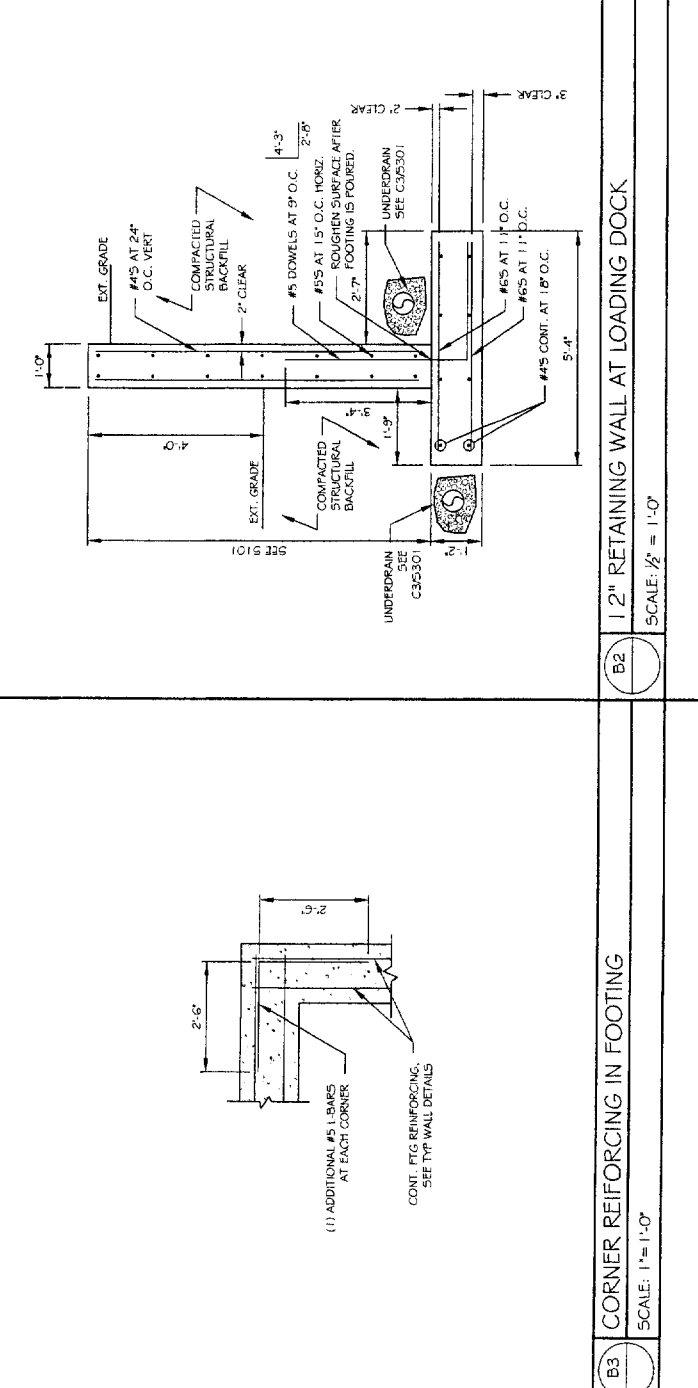 1'-0"
EXT. GRADE
#4'S AT 24"
O.C. VERT
COMPACTED
STRUCTURAL
BACKFILL
2" CLEAR
4'-3"
2'-8"
#5 DOWELS AT 9" O.C.
#5'S AT 15" O.C. HORIZ.
ROUGHEN SURFACE AFTER
FOOTING IS POURED.
2'-7"
UNDERDRAIN
SEE C3/S301
2" CLEAR
3" CLEAR
4'-0"
EXT. GRADE
COMPACTED
STRUCTURAL
BACKFILL
3'-4"
1'-9"
SEE S101
UNDERDRAIN
SEE
C3/S301
1'-2"
#6'S AT 11" O.C.
#6'S AT 11" O.C.
#4'S CONT. AT 18" O.C.
5'-4"
B2
12" RETAINING WALL AT LOADING DOCK
SCALE: ½" = 1'-0"
2'-6"
2'-6"
(1) ADDITIONAL #5 L-BARS
AT EACH CORNER
CONT. FTG REINFORCING,
SEE TYP WALL DETAILS
B3
CORNER REIFORCING IN FOOTING
SCALE: 1" = 1'-0"